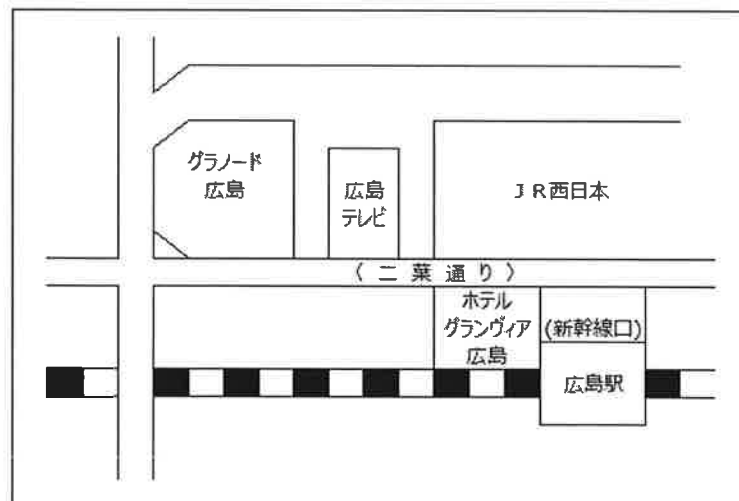 グラノード
広島
広島
テレビ
ＪＲ西日本
〈二葉通り〉
ホテル
グランヴィア
広島
(新幹線口)
広島駅